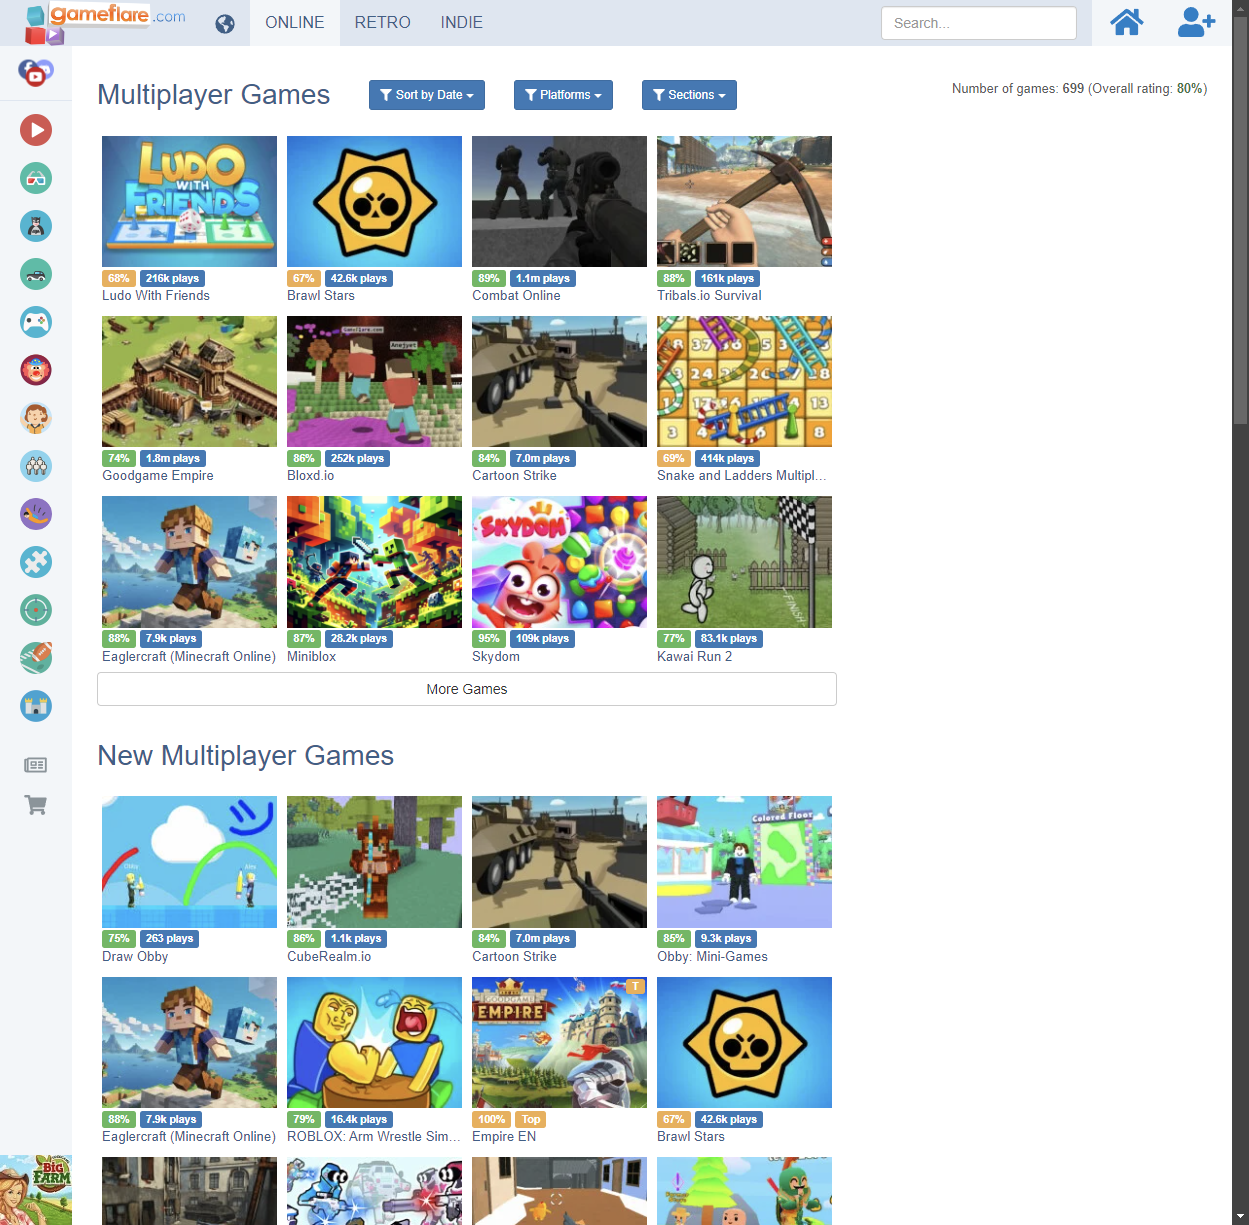 gameflare.com
ONLINE
RETRO
INDIE
Search...
Multiplayer Games
Sort by Date
Platforms
Sections
Number of games: 699 (Overall rating: 80%)
LUDO
WITH
FRIENDS
68% 216k plays
Ludo With Friends
67% 42.6k plays
Brawl Stars
89% 1.1m plays
Combat Online
88% 161k plays
Tribals.io Survival
Gameflare.com
Anejyat
74% 1.8m plays
Goodgame Empire
86% 252k plays
Bloxd.io
84% 7.0m plays
Cartoon Strike
69% 414k plays
Snake and Ladders Multipl...
SKYDOM
FINISH
88% 7.9k plays
Eaglercraft (Minecraft Online)
87% 28.2k plays
Miniblox
95% 109k plays
Skydom
77% 83.1k plays
Kawai Run 2
More Games
New Multiplayer Games
Colored Floor
75% 263 plays
Draw Obby
86% 1.1k plays
CubeRealm.io
84% 7.0m plays
Cartoon Strike
85% 9.3k plays
Obby: Mini-Games
GOODGAME
EMPIRE
T
88% 7.9k plays
Eaglercraft (Minecraft Online)
79% 16.4k plays
ROBLOX: Arm Wrestle Sim...
100% Top
Empire EN
67% 42.6k plays
Brawl Stars
BIG
FARM